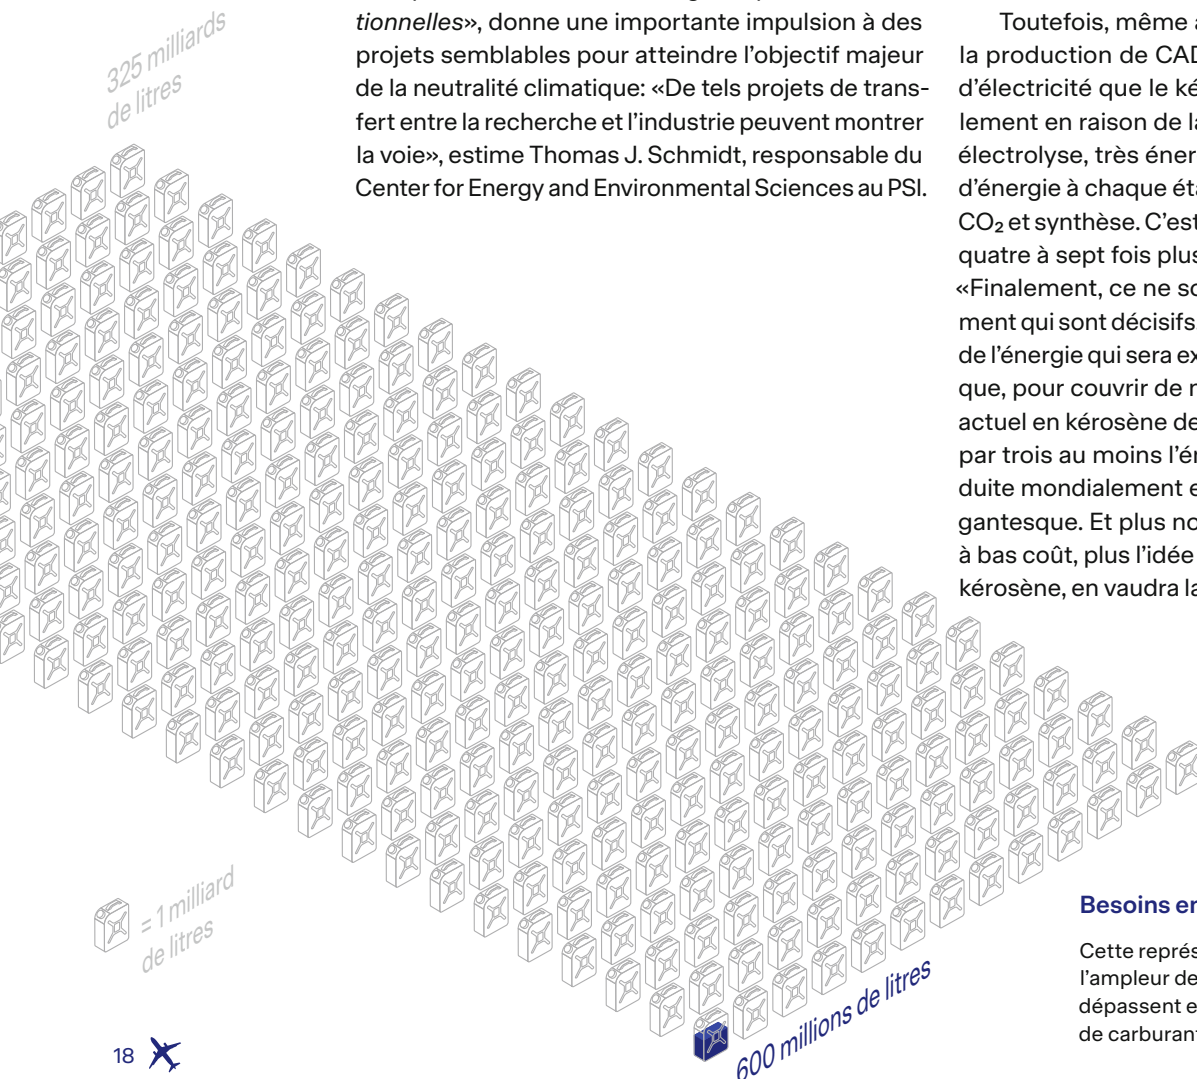 tionnelles», donne une importante impulsion à des
projets semblables pour atteindre l'objectif majeur
de la neutralité climatique: «De tels projets de trans-
fert entre la recherche et l'industrie peuvent montrer
la voie», estime Thomas J. Schmidt, responsable du
Center for Energy and Environmental Sciences au PSI.
Toutefois, même
la production de
d'électricité que le
lement en raison de
électrolyse, très
d'énergie à chaque
CO₂ et synthèse. C'est
quatre à sept fois plus
«Finalement, ce ne
ment qui sont décisifs
de l'énergie qui sera
que, pour couvrir de
actuel en kérosène
par trois au moins
duite mondialement
gantesque. Et plus
à bas coût, plus l'idée
kérosène, en vaudra
325 milliards
de litres
= 1 milliard
de litres
600 millions de litres
Besoins
Cette
l'ampleur
dépassent
de
18